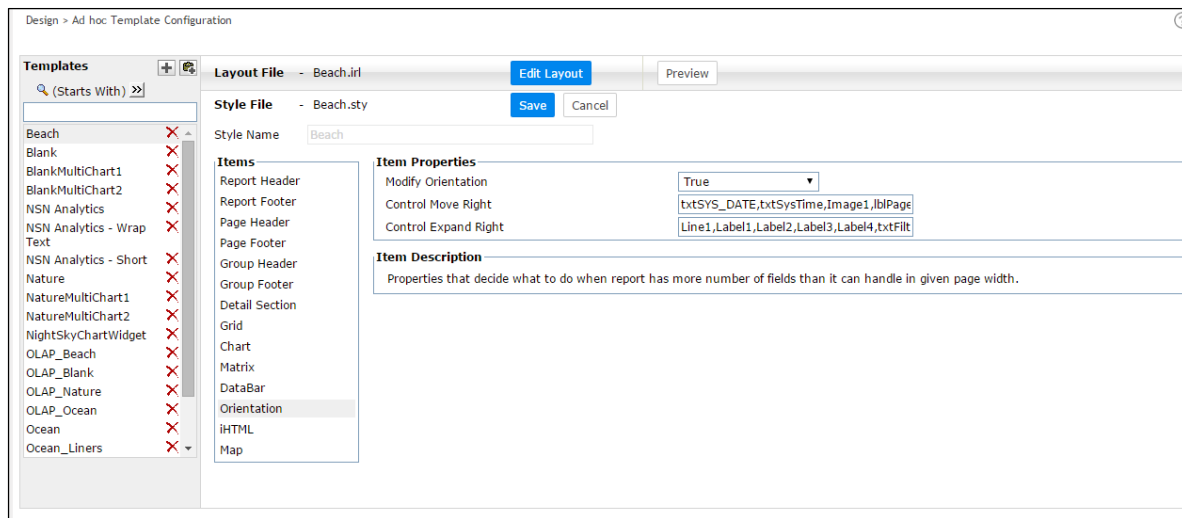 Design > Ad hoc Template Configuration
Templates
(Starts With)
Beach
Blank
BlankMultiChart1
BlankMultiChart2
NSN Analytics
NSN Analytics - Wrap
Text
NSN Analytics - Short
Nature
NatureMultiChart1
NatureMultiChart2
NightSkyChartWidget
OLAP_Beach
OLAP_Blank
OLAP_Nature
OLAP_Ocean
Ocean
Ocean_Liners
Layout File - Beach.irl Edit Layout Preview
Style File - Beach.sty Save Cancel
Style Name Beach
Items
Report Header
Report Footer
Page Header
Page Footer
Group Header
Group Footer
Detail Section
Grid
Chart
Matrix
DataBar
Orientation
iHTML
Map
Item Properties
Modify Orientation True
Control Move Right txtSYS_DATE,txtSysTime,Image1,lblPage
Control Expand Right Line1,Label1,Label2,Label3,Label4,txtFilt
Item Description
Properties that decide what to do when report has more number of fields than it can handle in given page width.